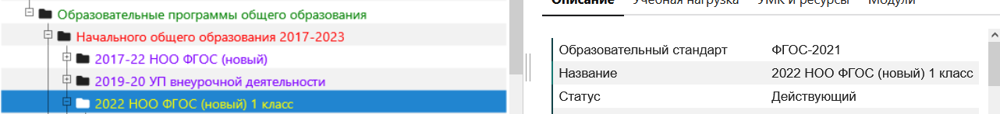 Образовательные программы общего образования
Начального общего образования 2017-2023
2017-22 НОО ФГОС (новый)
2019-20 УП внеурочной деятельности
2022 НОО ФГОС (новый) 1 класс
Описание Учебная нагрузка УМК и ресурсы Модули
Образовательный стандарт ФГОС-2021
Название 2022 НОО ФГОС (новый) 1 класс
Статус Действующий